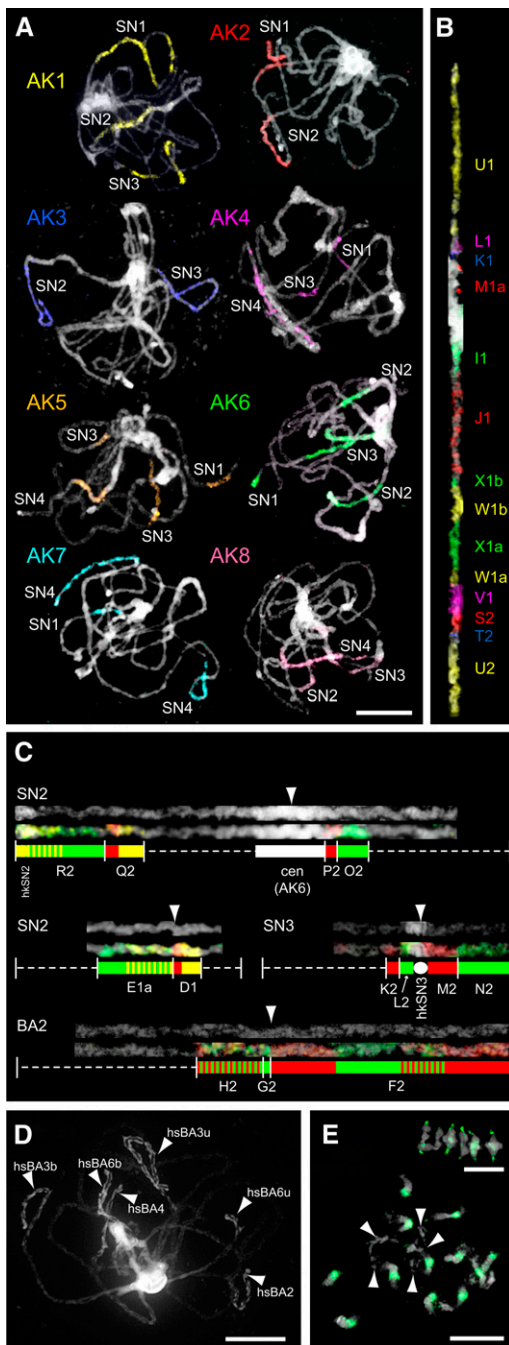 A
AK1
SN1
SN2
SN3
AK2
SN1
SN2
AK3
SN2
SN3
AK4
SN1
SN3
SN4
AK5
SN3
SN1
SN4
SN3
AK6
SN2
SN3
SN1
SN2
AK7
SN4
SN1
SN4
AK8
SN4
SN3
SN2
B
U1
L1
K1
M1a
I1
J1
X1b
W1b
X1a
W1a
V1
S2
T2
U2
C
SN2
hkSN2
R2
Q2
cen
(AK6)
P2
O2
SN2
E1a
D1
SN3
K2
L2
hkSN3
M2
N2
BA2
H2
G2
F2
D
hsBA3u
hsBA3b
hsBA6b
hsBA4
hsBA6u
hsBA2
E